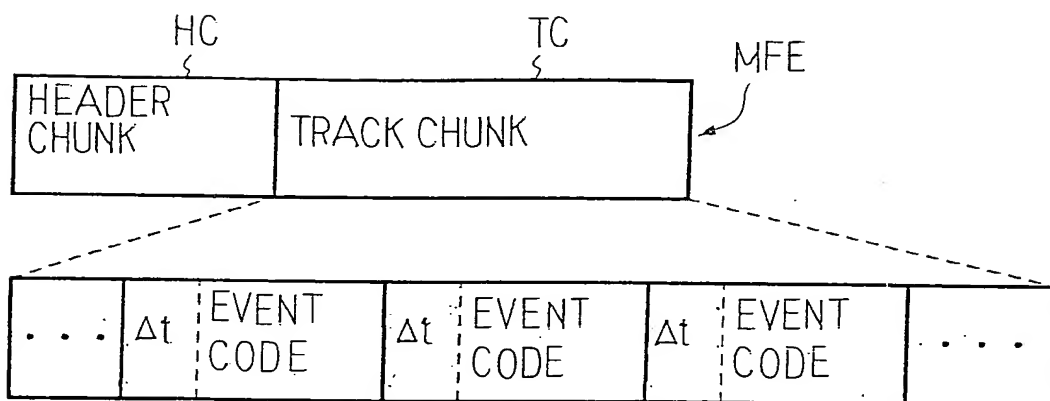 HC
TC
MFE
HEADER
CHUNK
TRACK CHUNK
. . .
Δt
EVENT
CODE
Δt
EVENT
CODE
Δt
EVENT
CODE
. . . .